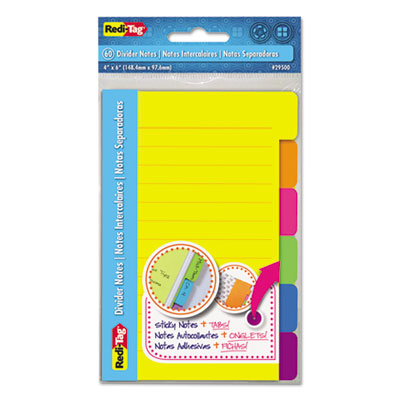 Redi-Tag
60 Divider Notes | Notes Intercalaires | Notas Separadoras
4" x 6" (148.4mm x 97.6mm)
#29500
Divider Notes | Notes Intercalaires | Notas Separadoras
Redi-Tag
Sticky Notes + TABS!
Notes Autocollantes + ONGLETS!
Notas Adhesivas + FICHAS!